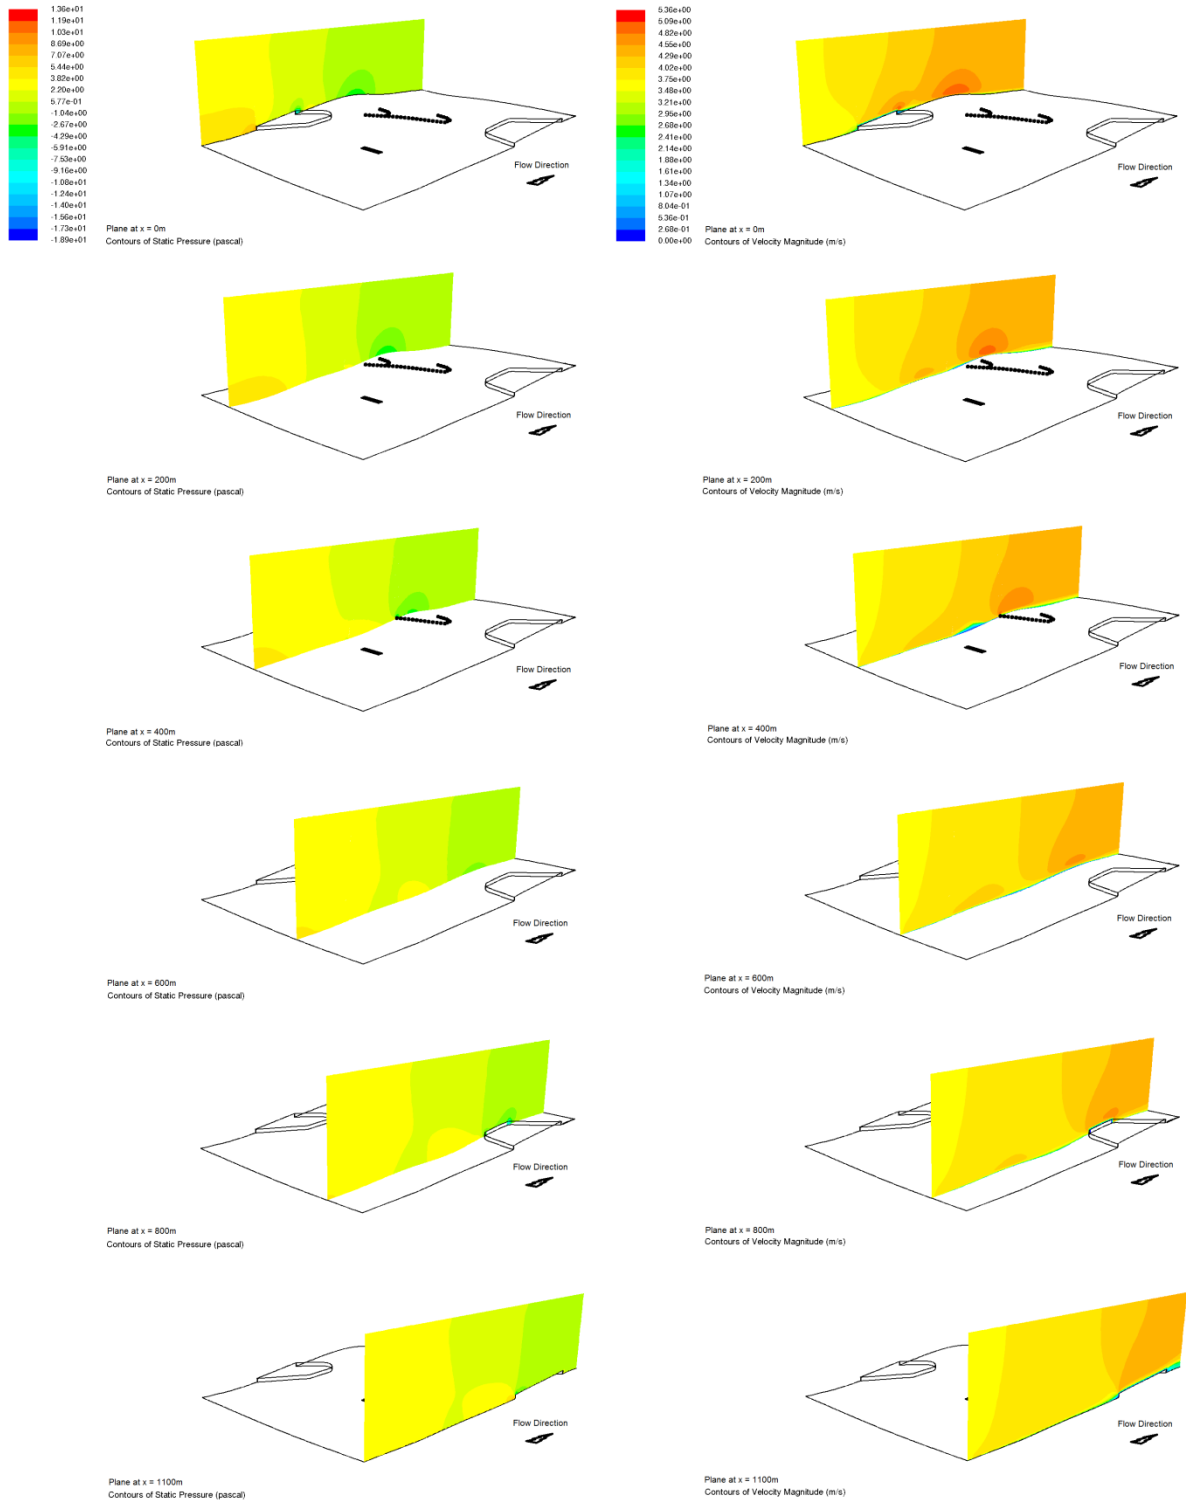 1.36e+01
1.19e+01
1.03e+01
8.69e+00
7.07e+00
5.44e+00
3.82e+00
2.20e+00
5.77e-01
-1.04e+00
-2.67e+00
-4.29e+00
-5.91e+00
-7.53e+00
-9.16e+00
-1.08e+01
-1.24e+01
-1.40e+01
-1.56e+01
-1.73e+01
-1.89e+01
Flow Direction
Plane at x = 0m
Contours of Static Pressure (pascal)
5.36e+00
5.09e+00
4.82e+00
4.55e+00
4.29e+00
4.02e+00
3.75e+00
3.48e+00
3.21e+00
2.95e+00
2.68e+00
2.41e+00
2.14e+00
1.88e+00
1.61e+00
1.34e+00
1.07e+00
8.04e-01
5.36e-01
2.68e-01
0.00e+00
Flow Direction
Plane at x = 0m
Contours of Velocity Magnitude (m/s)
Flow Direction
Plane at x = 200m
Contours of Static Pressure (pascal)
Flow Direction
Plane at x = 200m
Contours of Velocity Magnitude (m/s)
Flow Direction
Plane at x = 400m
Contours of Static Pressure (pascal)
Flow Direction
Plane at x = 400m
Contours of Velocity Magnitude (m/s)
Flow Direction
Plane at x = 600m
Contours of Static Pressure (pascal)
Flow Direction
Plane at x = 600m
Contours of Velocity Magnitude (m/s)
Flow Direction
Plane at x = 800m
Contours of Static Pressure (pascal)
Flow Direction
Plane at x = 800m
Contours of Velocity Magnitude (m/s)
Flow Direction
Plane at x = 1100m
Contours of Static Pressure (pascal)
Flow Direction
Plane at x = 1100m
Contours of Velocity Magnitude (m/s)